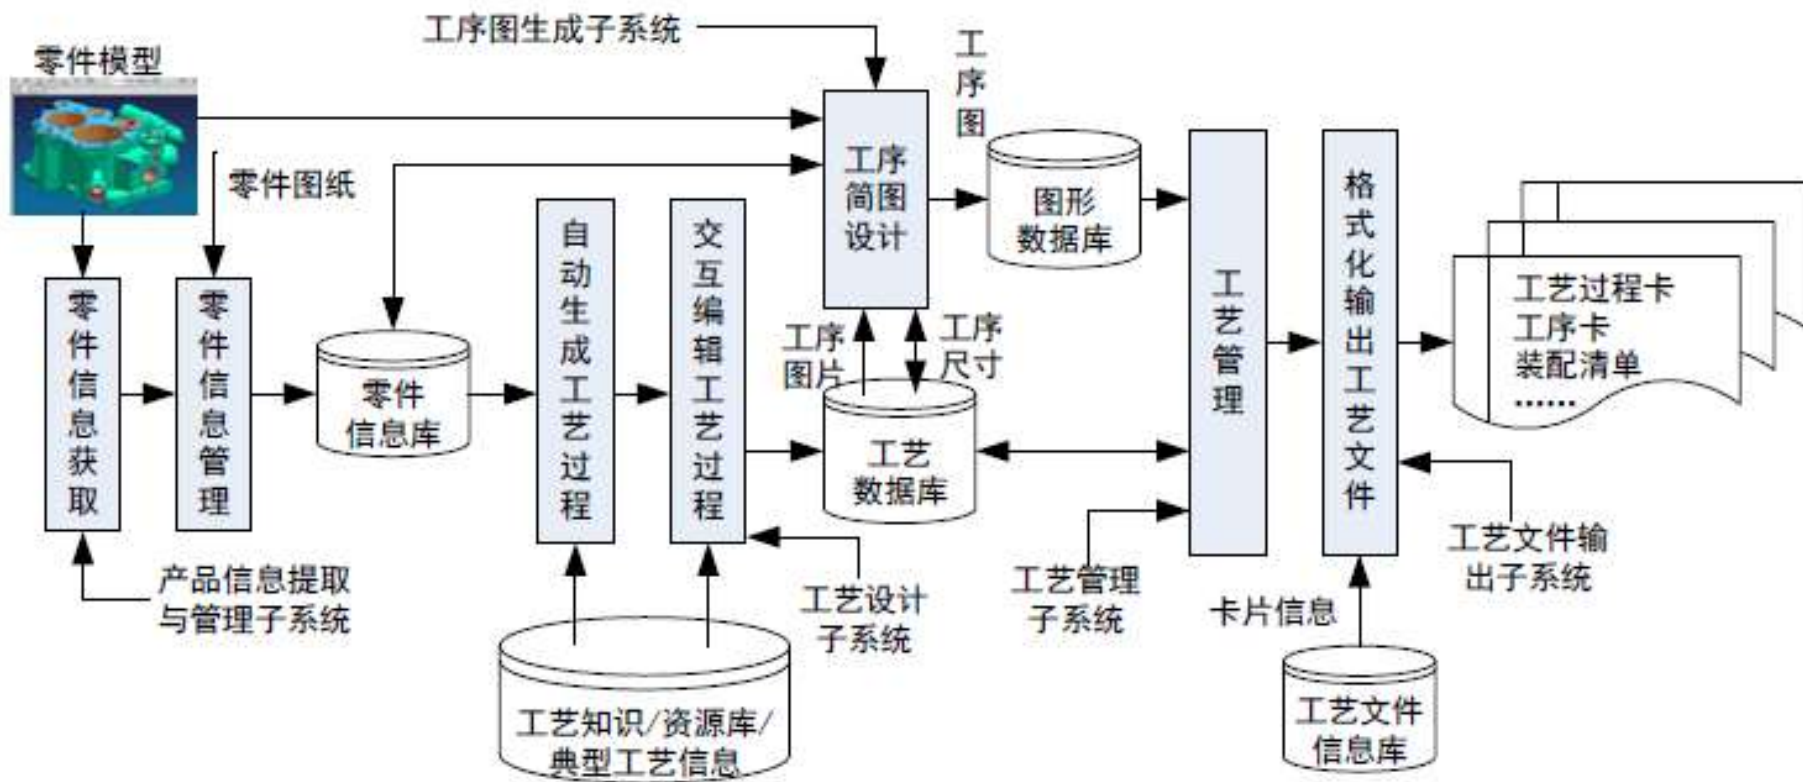 工序图生成子系统
零件模型
工序图
零件图纸
工序
简图
设计
图形
数据库
零件信息获取
零件信息管理
零件
信息库
自动生成工艺过程
交互编辑工艺过程
工序
图片
工序
尺寸
工艺
数据库
工艺管理
格式化输出工艺文件
工艺过程卡
工序卡
装配清单
······
产品信息提取
与管理子系统
工艺设计
子系统
工艺管理
子系统
卡片信息
工艺文件输
出子系统
工艺知识/资源库/
典型工艺信息
工艺文件
信息库